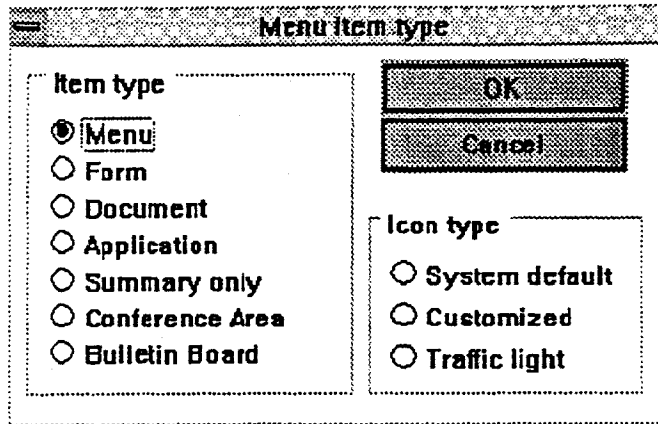 Menu item type
Item type
Menu
Form
Document
Application
Summary only
Conference Area
Bulletin Board
OK
Cancel
Icon type
System default
Customized
Traffic light